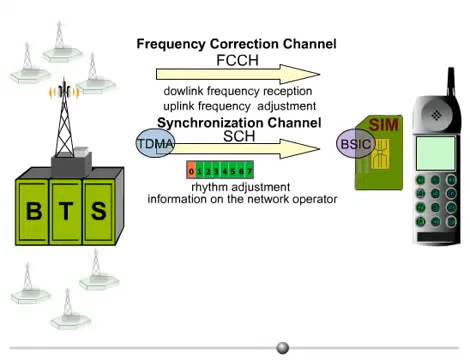 Frequency Correction Channel
FCCH
dowlink frequency reception
uplink frequency adjustment
Synchronization Channel
SIM
TDMA
SCH
BSIC
0 1 2 3 4 5 6 7
rhythm adjustment
information on the network operator
B T S